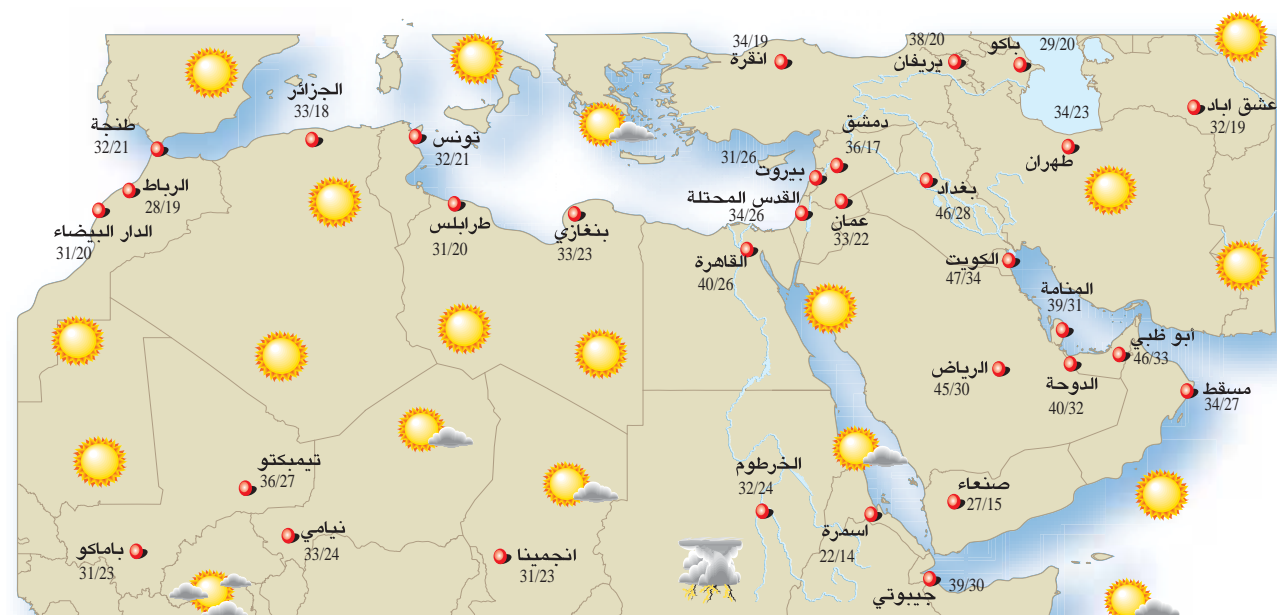 34/19
انقرة
38/20
يريفان
باكو
29/20
عشق اباد
32/19
34/23
طهران
الجزائر
33/18
طنجة
32/21
تونس
32/21
دمشق
36/17
31/26
بيروت
الرباط
28/19
القدس المحتلة
34/26
بغداد
46/28
الدار البيضاء
31/20
طرابلس
31/20
بنغازي
33/23
عمان
33/22
القاهرة
40/26
الكويت
47/34
المنامة
39/31
ابو ظبي
46/33
الرياض
45/30
الدوحة
40/32
مسقط
34/27
تيمبكتو
36/27
الخرطوم
32/24
صنعاء
27/15
نيامي
33/24
باماكو
31/23
انجمينا
31/23
اسمرة
22/14
39/30
جيبوتي